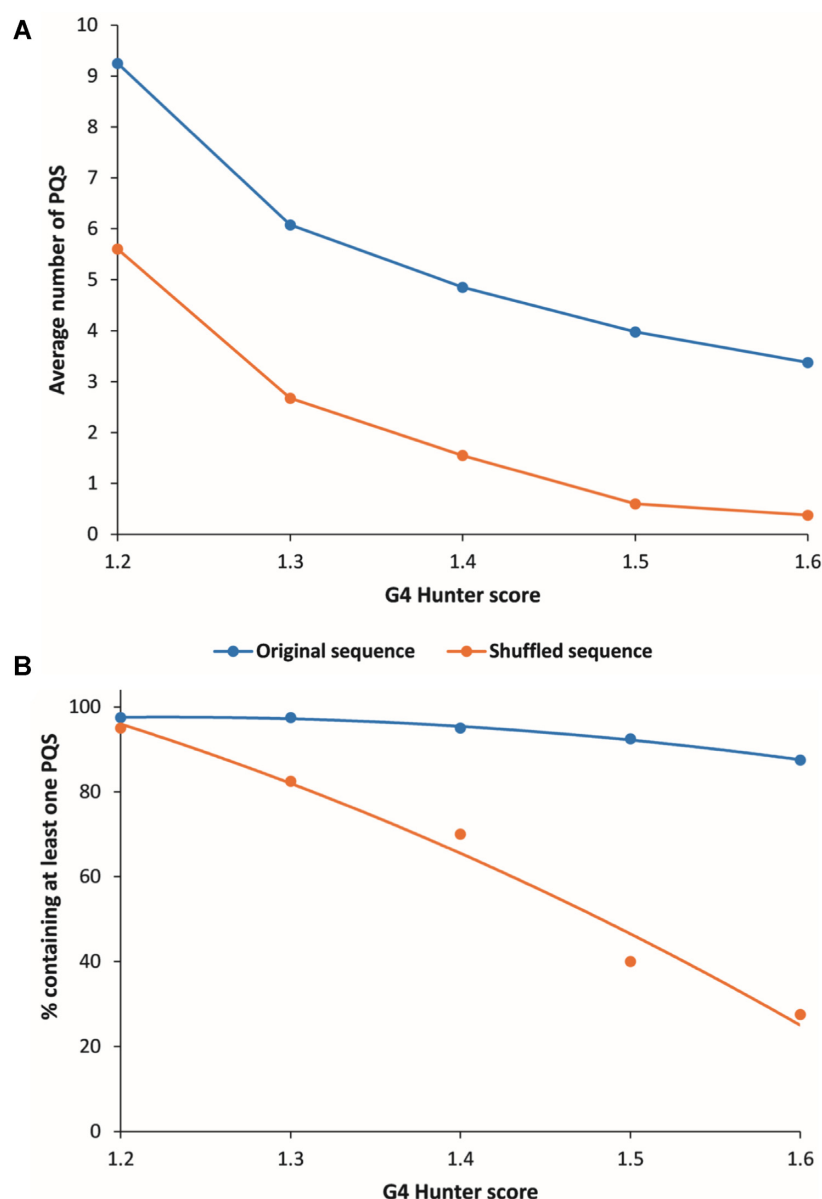 A
10
9
8
7
6
5
4
3
2
1
0
Average number of PQS
1.2 1.3 1.4 1.5 1.6
G4 Hunter score
Original sequence Shuffled sequence
B
100
80
60
40
20
0
% containing at least one PQS
1.2 1.3 1.4 1.5 1.6
G4 Hunter score